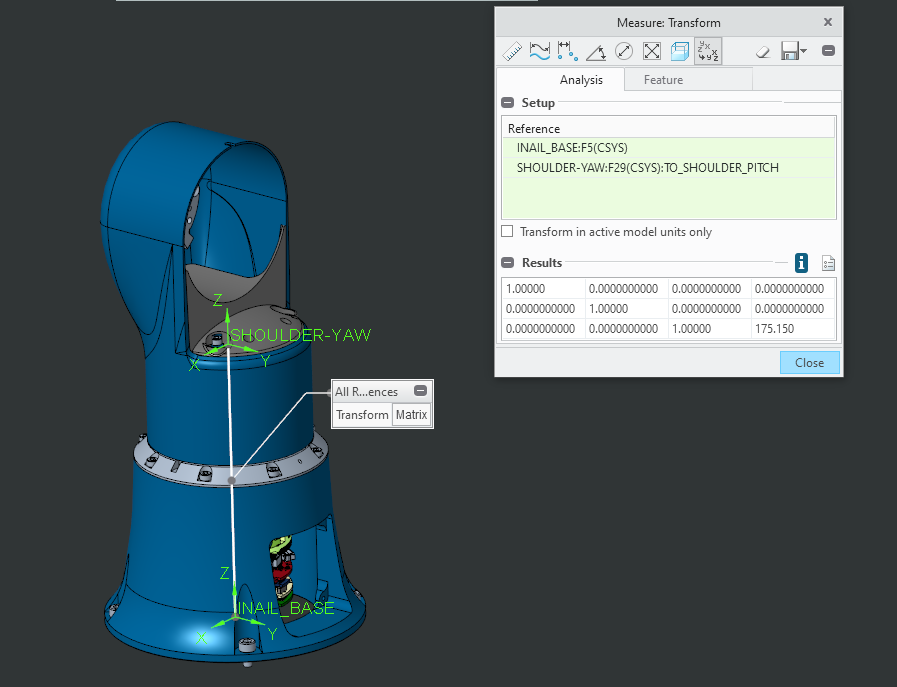 Measure: Transform
Analysis
Feature
Setup
Reference
INAIL_BASE:F5(CSYS)
SHOULDER-YAW:F29(CSYS):TO_SHOULDER_PITCH
Transform in active model units only
Results
1.00000 0.0000000000 0.0000000000 0.0000000000
0.0000000000 1.00000 0.0000000000 0.0000000000
0.0000000000 0.0000000000 1.00000 175.150
Close
Z
SHOULDER-YAW
X
Y
All R...ences
Transform Matrix
0
Z
INAIL_BASE
X
Y